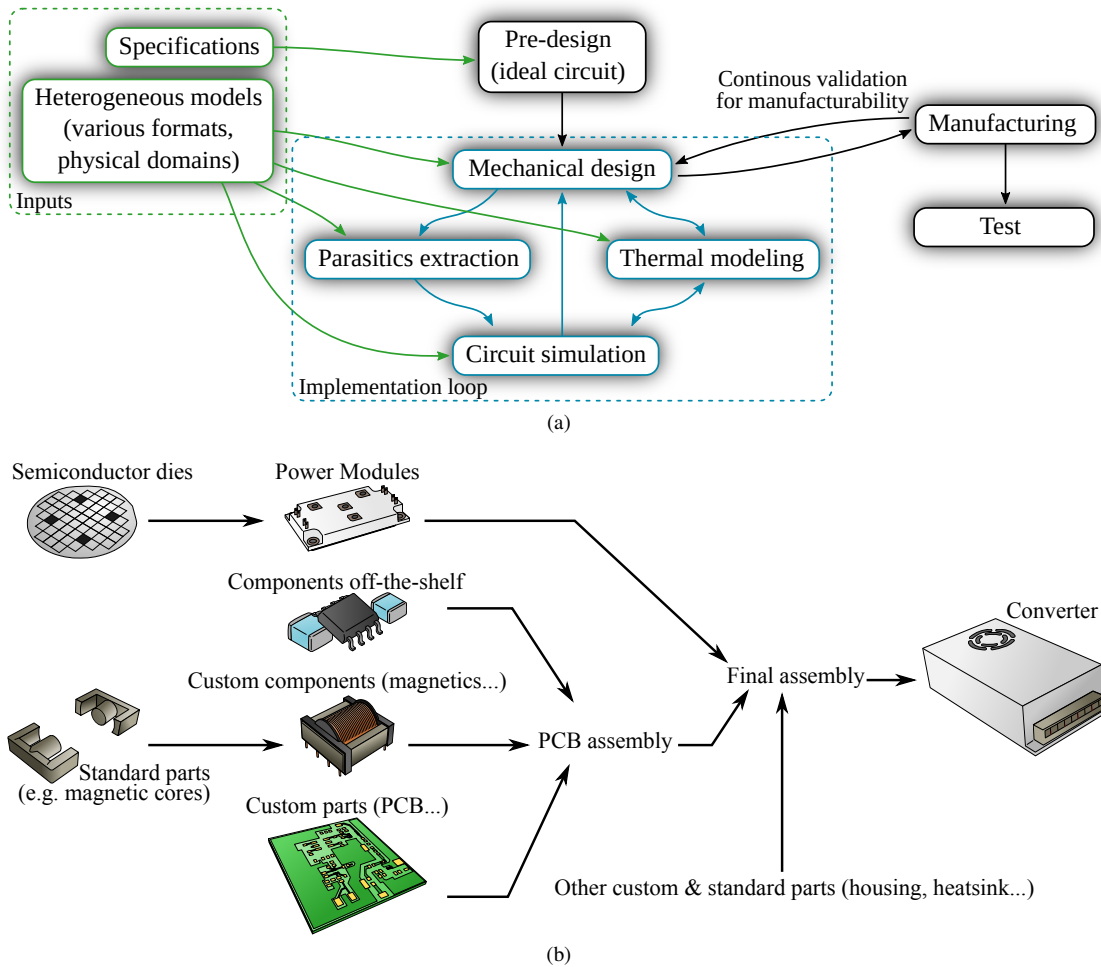 Specifications
Pre-design
(ideal circuit)
Heterogeneous models
(various formats,
physical domains)
Inputs
Continous validation
for manufacturability
Manufacturing
Mechanical design
Test
Parasitics extraction
Thermal modeling
Circuit simulation
Implementation loop
(a)
Semiconductor dies
Power Modules
Components off-the-shelf
Converter
Custom components (magnetics...)
Final assembly
PCB assembly
Standard parts
(e.g. magnetic cores)
Custom parts (PCB...)
Other custom & standard parts (housing, heatsink...)
(b)